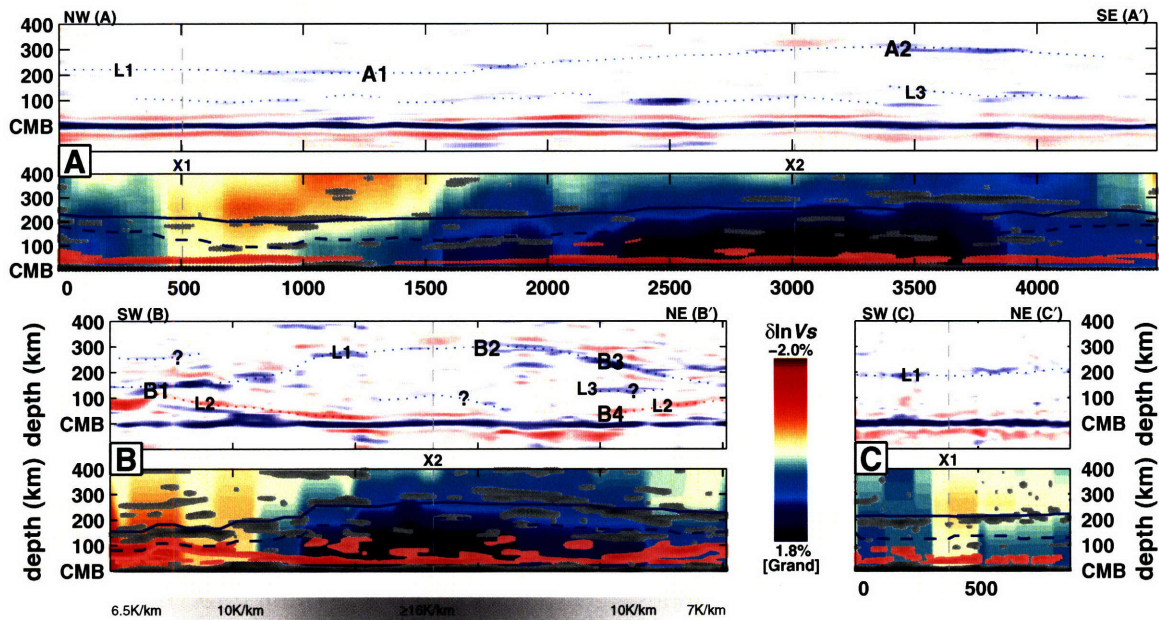 NW (A) SE (A′)
400
300
200
100
CMB
L1 A1 A2 L3
A X1 X2
400
300
200
100
CMB
0 500 1000 1500 2000 2500 3000 3500 4000
SW (B) NE (B′)
depth (km)
400
300
200
100
CMB
? L1 B2 B3
B1 L2 ? L3 ? B4 L2
B X2
depth (km)
400
300
200
100
CMB
6.5K/km 10K/km ≥16K/km 10K/km 7K/km
δln Vs
−2.0%
1.8%
[Grand]
SW (C) NE (C′)
400
300
200
100
CMB
depth (km)
L1
C X1
400
300
200
100
CMB
depth (km)
0 500